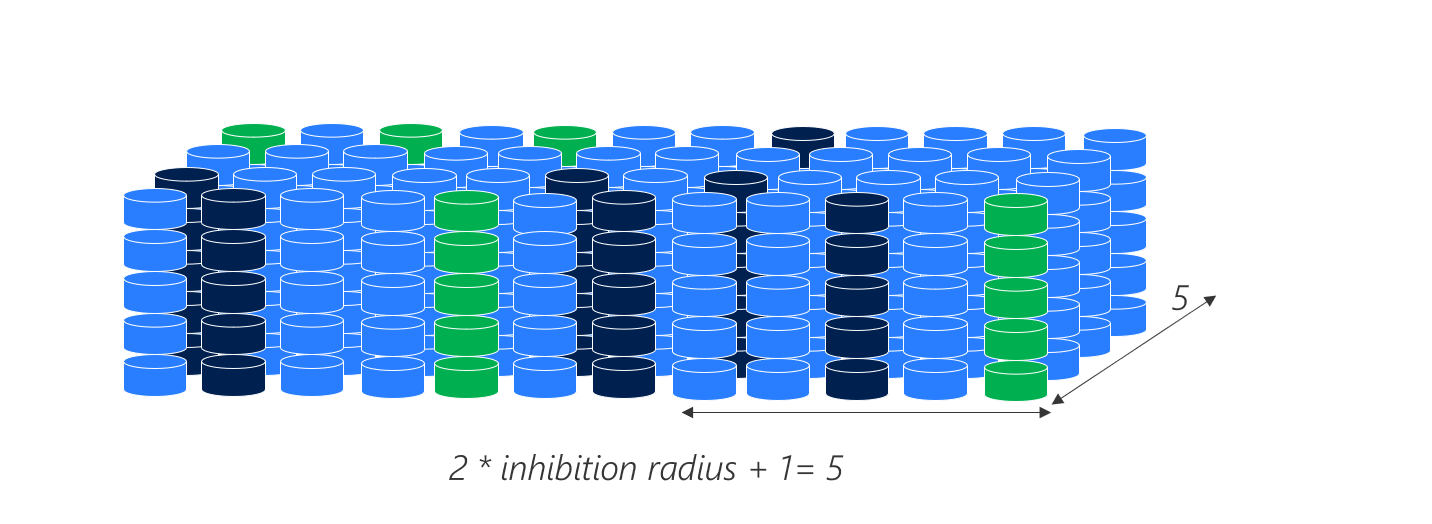 5
2 * inhibition radius + 1= 5